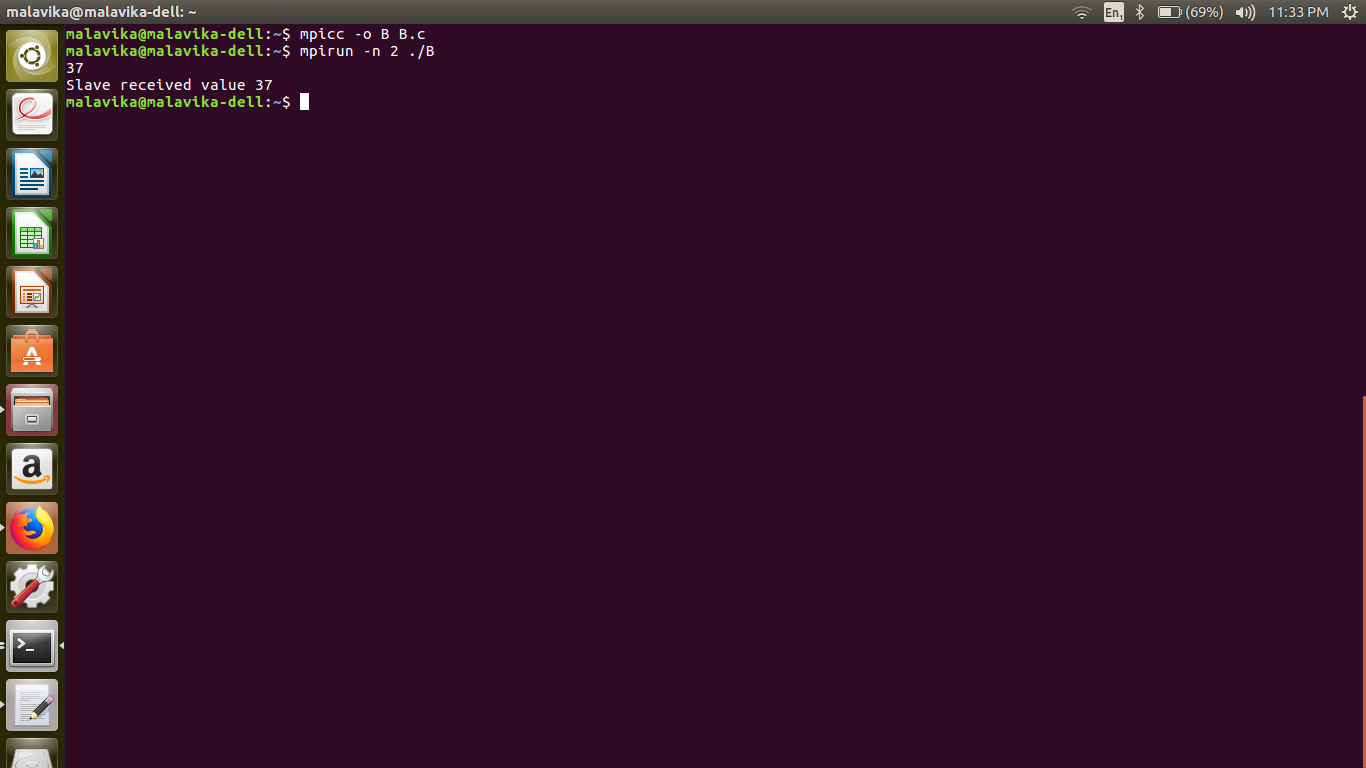 malavika@malavika-dell: ~
En1 (69%) 11:33 PM
malavika@malavika-dell:~$ mpicc -o B B.c
malavika@malavika-dell:~$ mpirun -n 2 ./B
37
Slave received value 37
malavika@malavika-dell:~$
A
a
>_